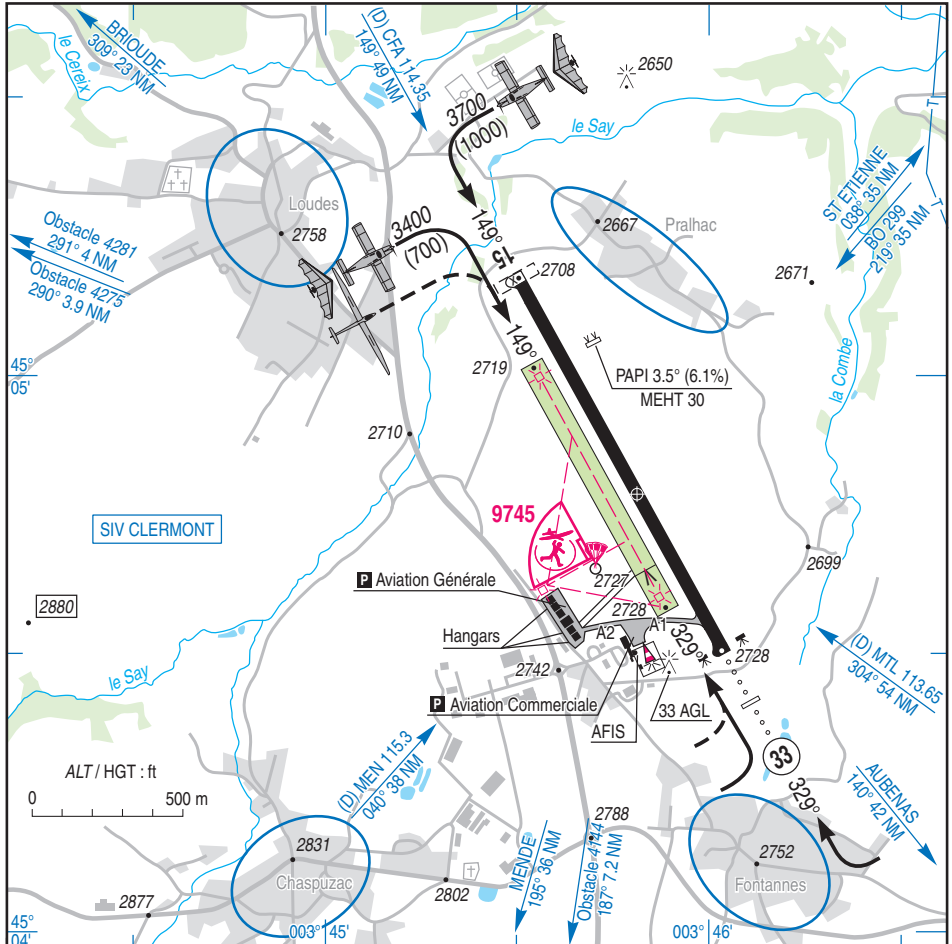 BRIOUDE
309° 23 NM
le Cereix
(D) CFA 114.35
149° 49 NM
2650
3700
(1000)
le Say
T
T
ST ETIENNE
038° 35 NM
BO 299
219° 35 NM
Loudes
2758
3400
(700)
149°
15
2708
2667
Pralhac
2671
Obstacle 4281
291° 4 NM
Obstacle 4275
290° 3.9 NM
149°
2719
45°
05'
PAPI 3.5° (6.1%)
MEHT 30
la Combe
2710
SIV CLERMONT
9745
2699
P Aviation Générale
2727
2880
2728
Hangars
A2
A1
329°
2728
2742
(D) MTL 113.65
304° 54 NM
le Say
P Aviation Commerciale
33 AGL
AFIS
33
ALT / HGT : ft
0
500 m
(D) MEN 115.3
040° 38 NM
329°
AUBENAS
140° 42 NM
2788
2831
Chaspuzac
2752
Fontannes
2802
2877
MENDE
195° 36 NM
Obstacle 4144
187° 7.2 NM
45°
04'
003° 45'
003° 46'